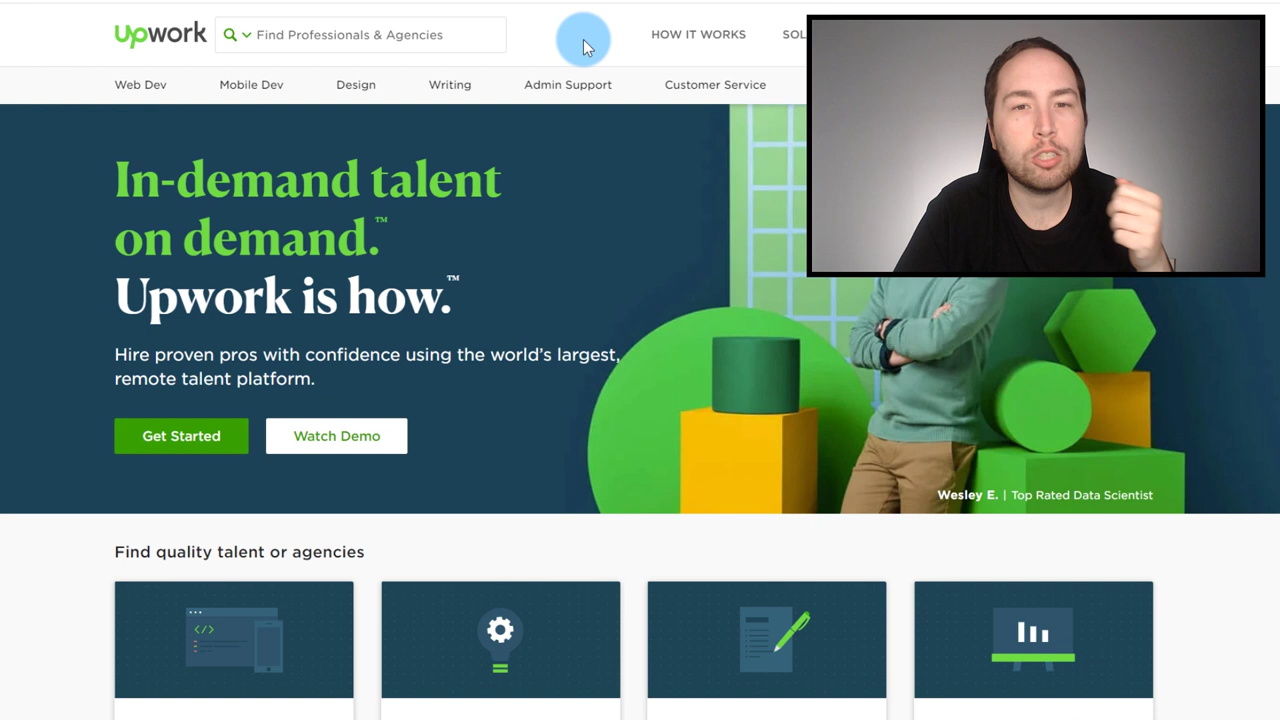 Upwork
Find Professionals & Agencies
HOW IT WORKS
SOL
Web Dev
Mobile Dev
Design
Writing
Admin Support
Customer Service
In-demand talent
on demand.™
Upwork is how.™
Hire proven pros with confidence using the world's largest,
remote talent platform.
Get Started
Watch Demo
Wesley E. | Top Rated Data Scientist
Find quality talent or agencies
</>